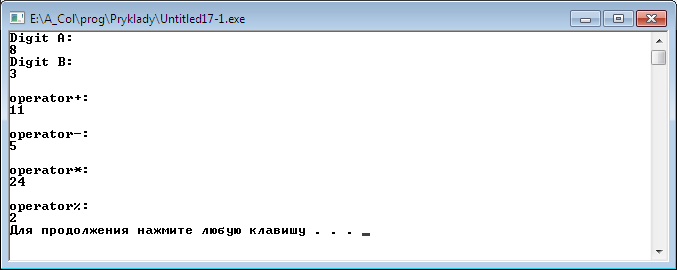 E:\A_Col\prog\Pryklady\Untitled17-1.exe
Digit A:
8
Digit B:
3
operator+:
11
operator-:
5
operator*:
24
operator%:
2
Для продолжения нажмите любую клавишу . . . _